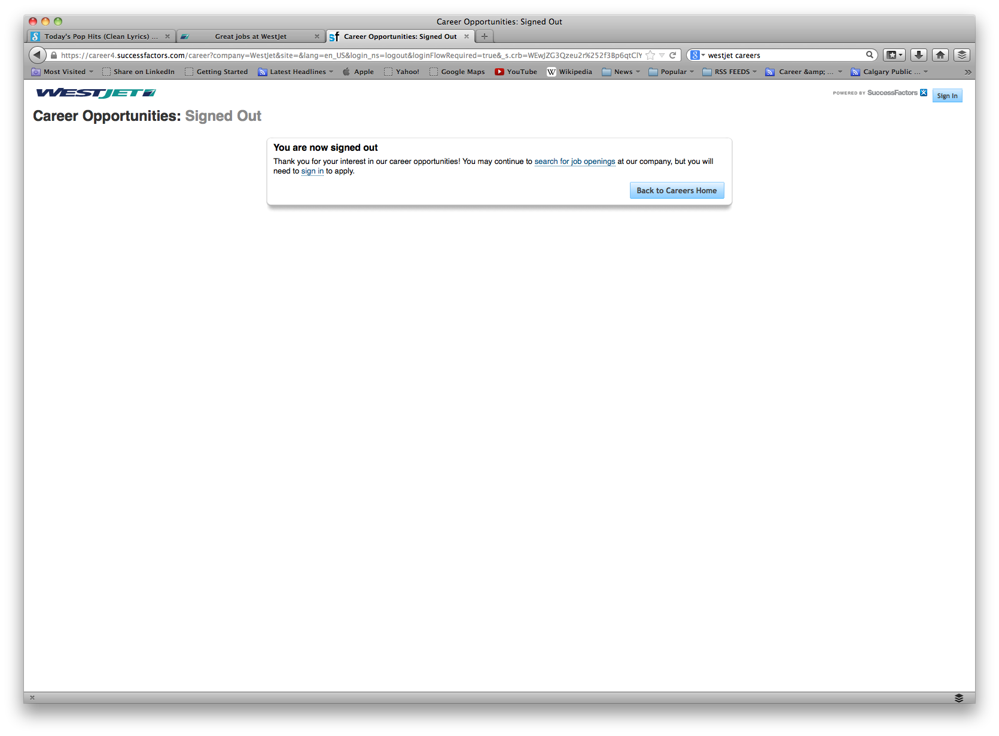 Career Opportunities: Signed Out
Today's Pop Hits (Clean Lyrics) ...
Great jobs at WestJet
sf Career Opportunities: Signed Out
https://career4.successfactors.com/career?company=WestJet&site=&lang=en_US&login_ns=logout&loginFlowRequired=true&_s.crb=WEwJZG3Qzeu2r%252f3Bp6qtClY
westjet careers
Most Visited
Share on LinkedIn
Getting Started
Latest Headlines
Apple
Yahoo!
Google Maps
YouTube
W Wikipedia
News
Popular
RSS FEEDS
Career &amp; ...
Calgary Public ...
WESTJET
POWERED BY SuccessFactors
Sign In
Career Opportunities: Signed Out
You are now signed out
Thank you for your interest in our career opportunities! You may continue to search for job openings at our company, but you will
need to sign in to apply.
Back to Careers Home